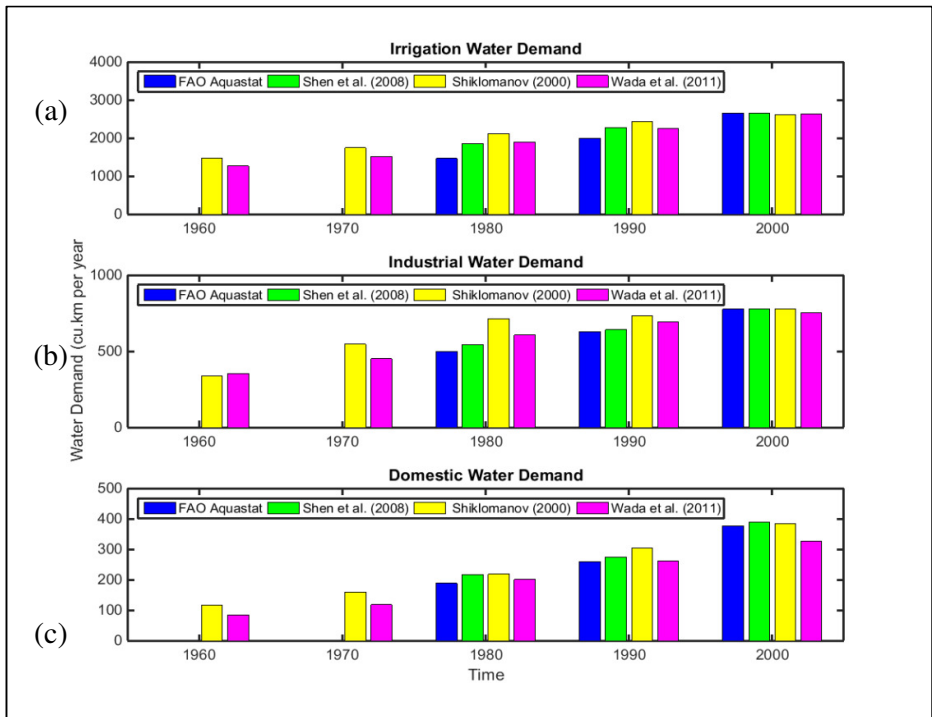 Irrigation Water Demand
4000
FAO Aquastat Shen et al. (2008) Shiklomanov (2000) Wada et al. (2011)
3000
(a)
2000
1000
0
1960 1970 1980 1990 2000
Industrial Water Demand
1000
FAO Aquastat Shen et al. (2008) Shiklomanov (2000) Wada et al. (2011)
(b)
500
0
1960 1970 1980 1990 2000
Water Demand (cu.km per year)
Domestic Water Demand
500
FAO Aquastat Shen et al. (2008) Shiklomanov (2000) Wada et al. (2011)
400
300
200
100
(c)
0
1960 1970 1980 1990 2000
Time